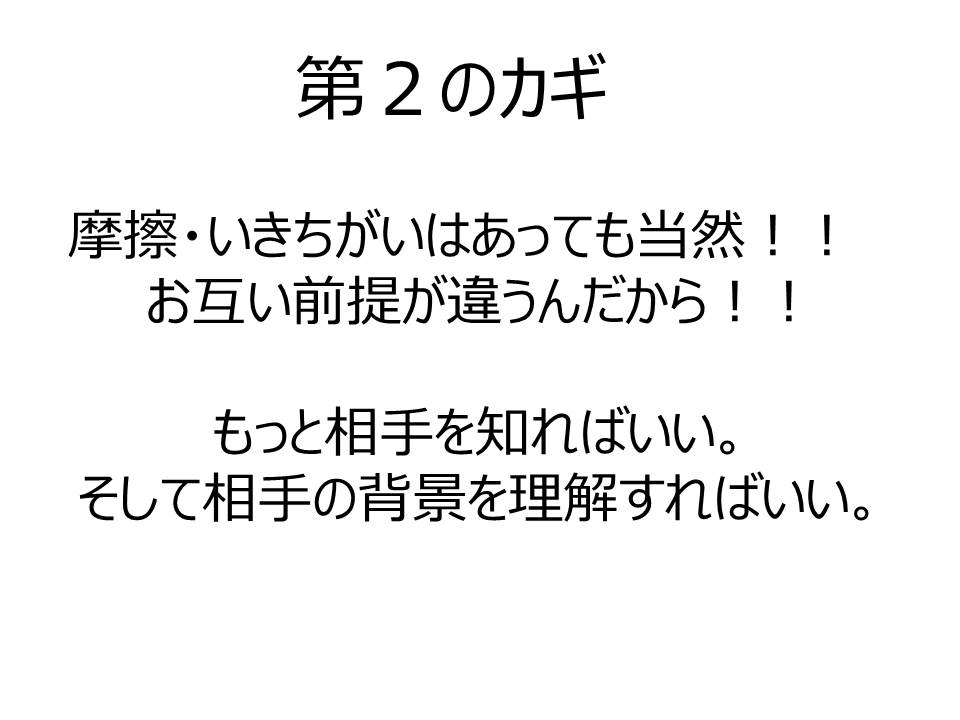 第２のカギ
摩擦・いきちがいはあっても当然！！
お互い前提が違うんだから！！
もっと相手を知ればいい。
そして相手の背景を理解すればいい。